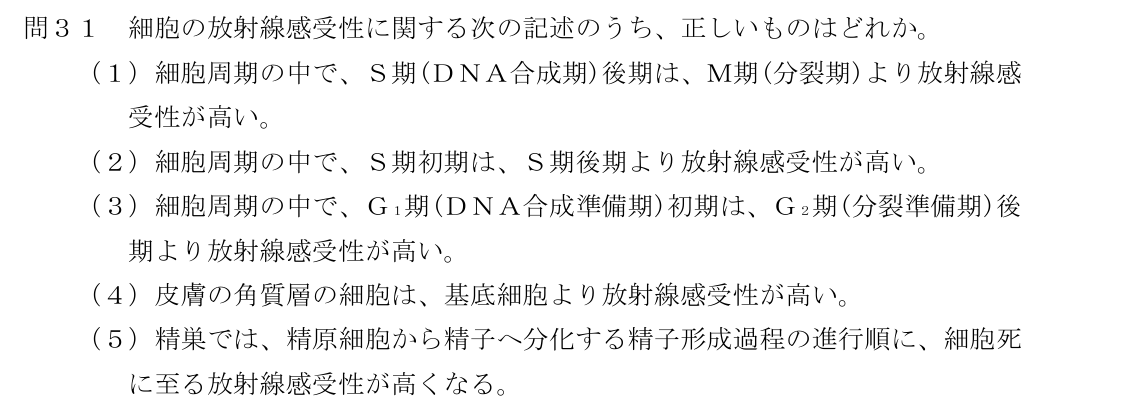 問３１　細胞の放射線感受性に関する次の記述のうち、正しいものはどれか。
（１）細胞周期の中で、Ｓ期(ＤＮＡ合成期)後期は、Ｍ期(分裂期)より放射線感
受性が高い。
（２）細胞周期の中で、Ｓ期初期は、Ｓ期後期より放射線感受性が高い。
（３）細胞周期の中で、Ｇ₁期(ＤＮＡ合成準備期)初期は、Ｇ₂期(分裂準備期)後
期より放射線感受性が高い。
（４）皮膚の角質層の細胞は、基底細胞より放射線感受性が高い。
（５）精巣では、精原細胞から精子へ分化する精子形成過程の進行順に、細胞死
に至る放射線感受性が高くなる。